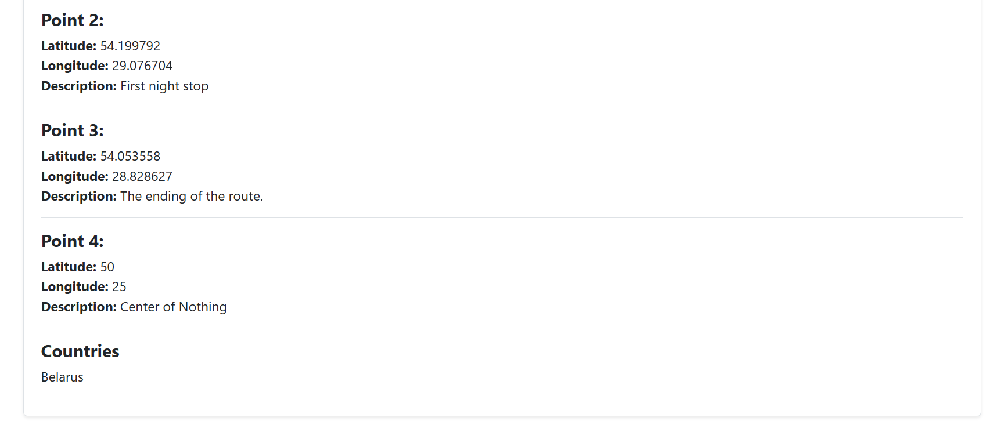 Point 2:
Latitude: 54.199792
Longitude: 29.076704
Description: First night stop
Point 3:
Latitude: 54.053558
Longitude: 28.828627
Description: The ending of the route.
Point 4:
Latitude: 50
Longitude: 25
Description: Center of Nothing
Countries
Belarus